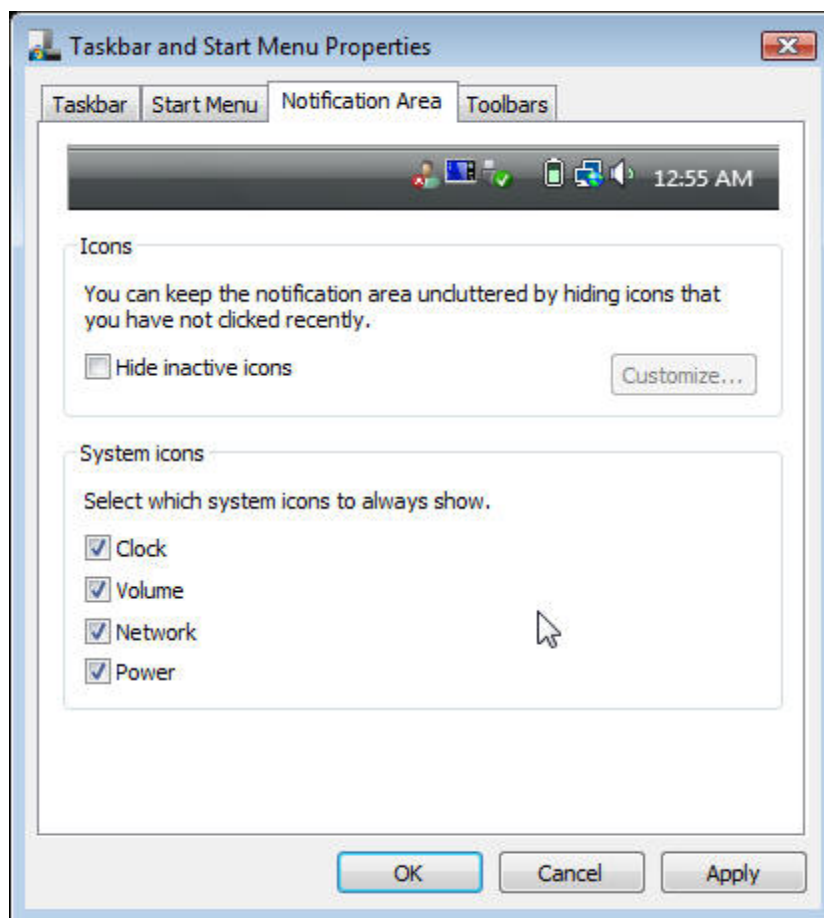 Taskbar and Start Menu Properties
Taskbar Start Menu Notification Area Toolbars
12:55 AM
Icons
You can keep the notification area uncluttered by hiding icons that
you have not clicked recently.
Hide inactive icons
Customize...
System icons
Select which system icons to always show.
Clock
Volume
Network
Power
OK Cancel Apply